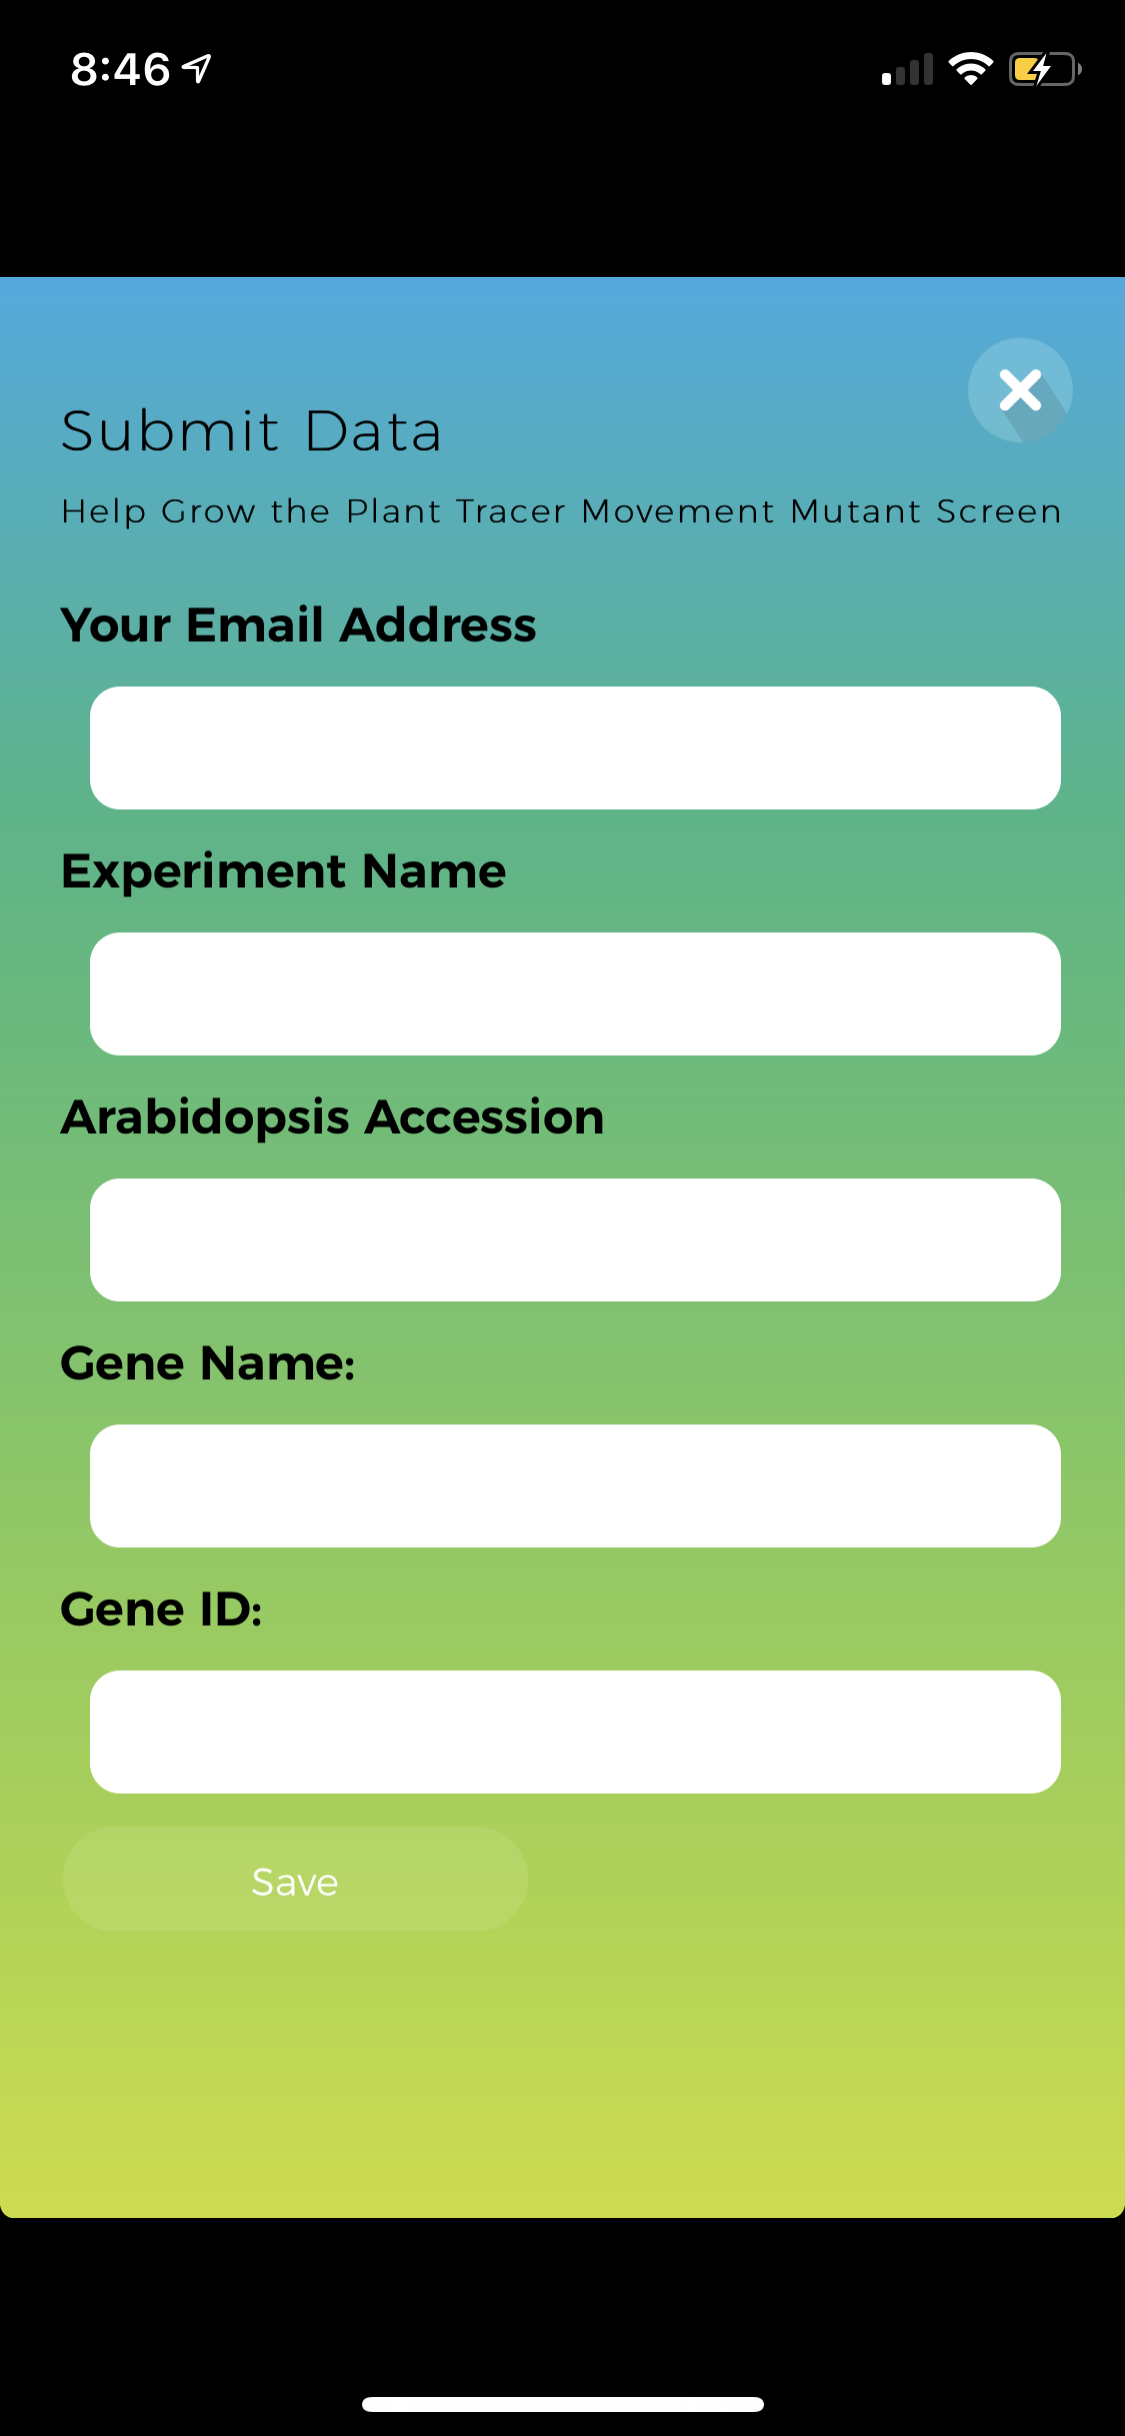 8:46
Submit Data
Help Grow the Plant Tracer Movement Mutant Screen
Your Email Address
Experiment Name
Arabidopsis Accession
Gene Name:
Gene ID:
Save